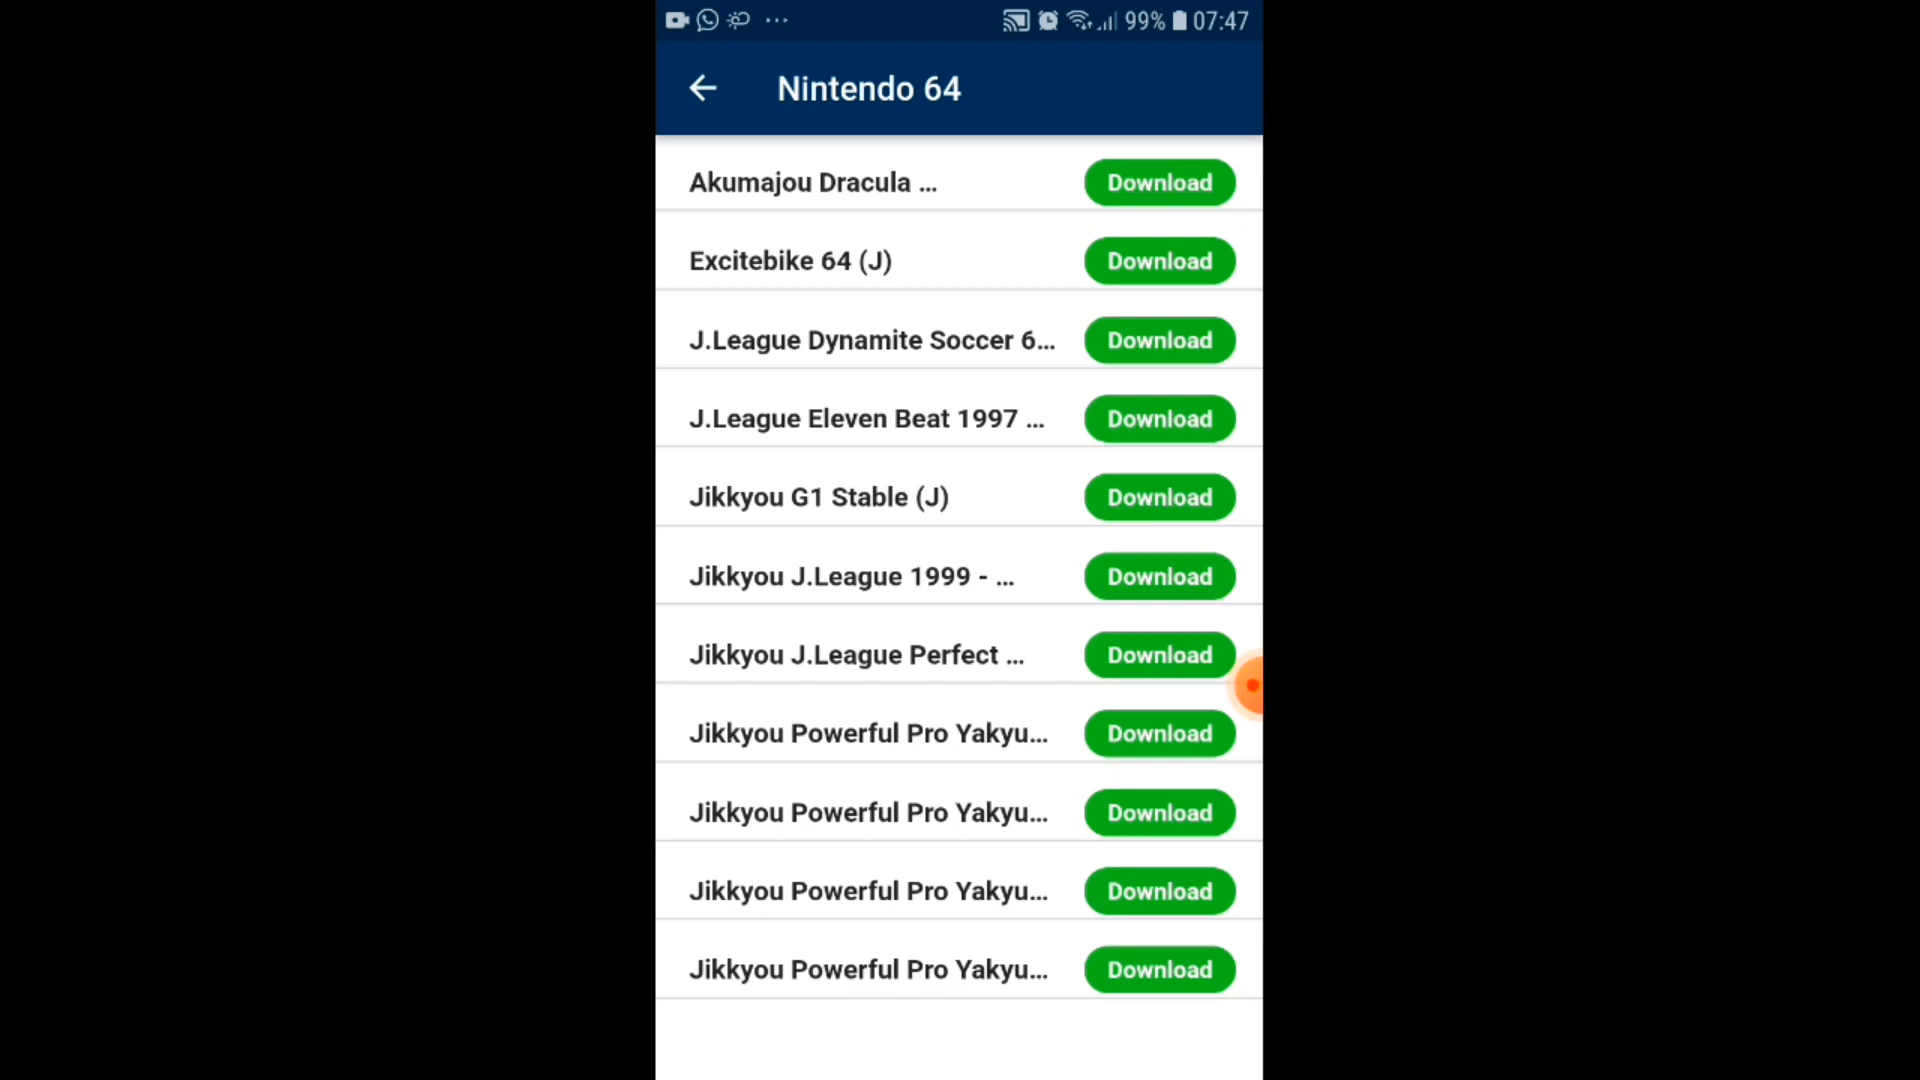 99% 07:47
Nintendo 64
Akumajou Dracula ... Download
Excitebike 64 (J) Download
J.League Dynamite Soccer 6... Download
J.League Eleven Beat 1997 ... Download
Jikkyou G1 Stable (J) Download
Jikkyou J.League 1999 - ... Download
Jikkyou J.League Perfect ... Download
Jikkyou Powerful Pro Yakyu... Download
Jikkyou Powerful Pro Yakyu... Download
Jikkyou Powerful Pro Yakyu... Download
Jikkyou Powerful Pro Yakyu... Download